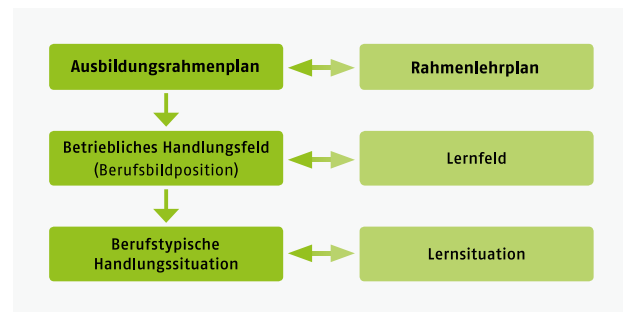 Ausbildungsrahmenplan
Rahmenlehrplan
Betriebliches Handlungsfeld
(Berufsbildposition)
Lernfeld
Berufstypische
Handlungssituation
Lernsituation